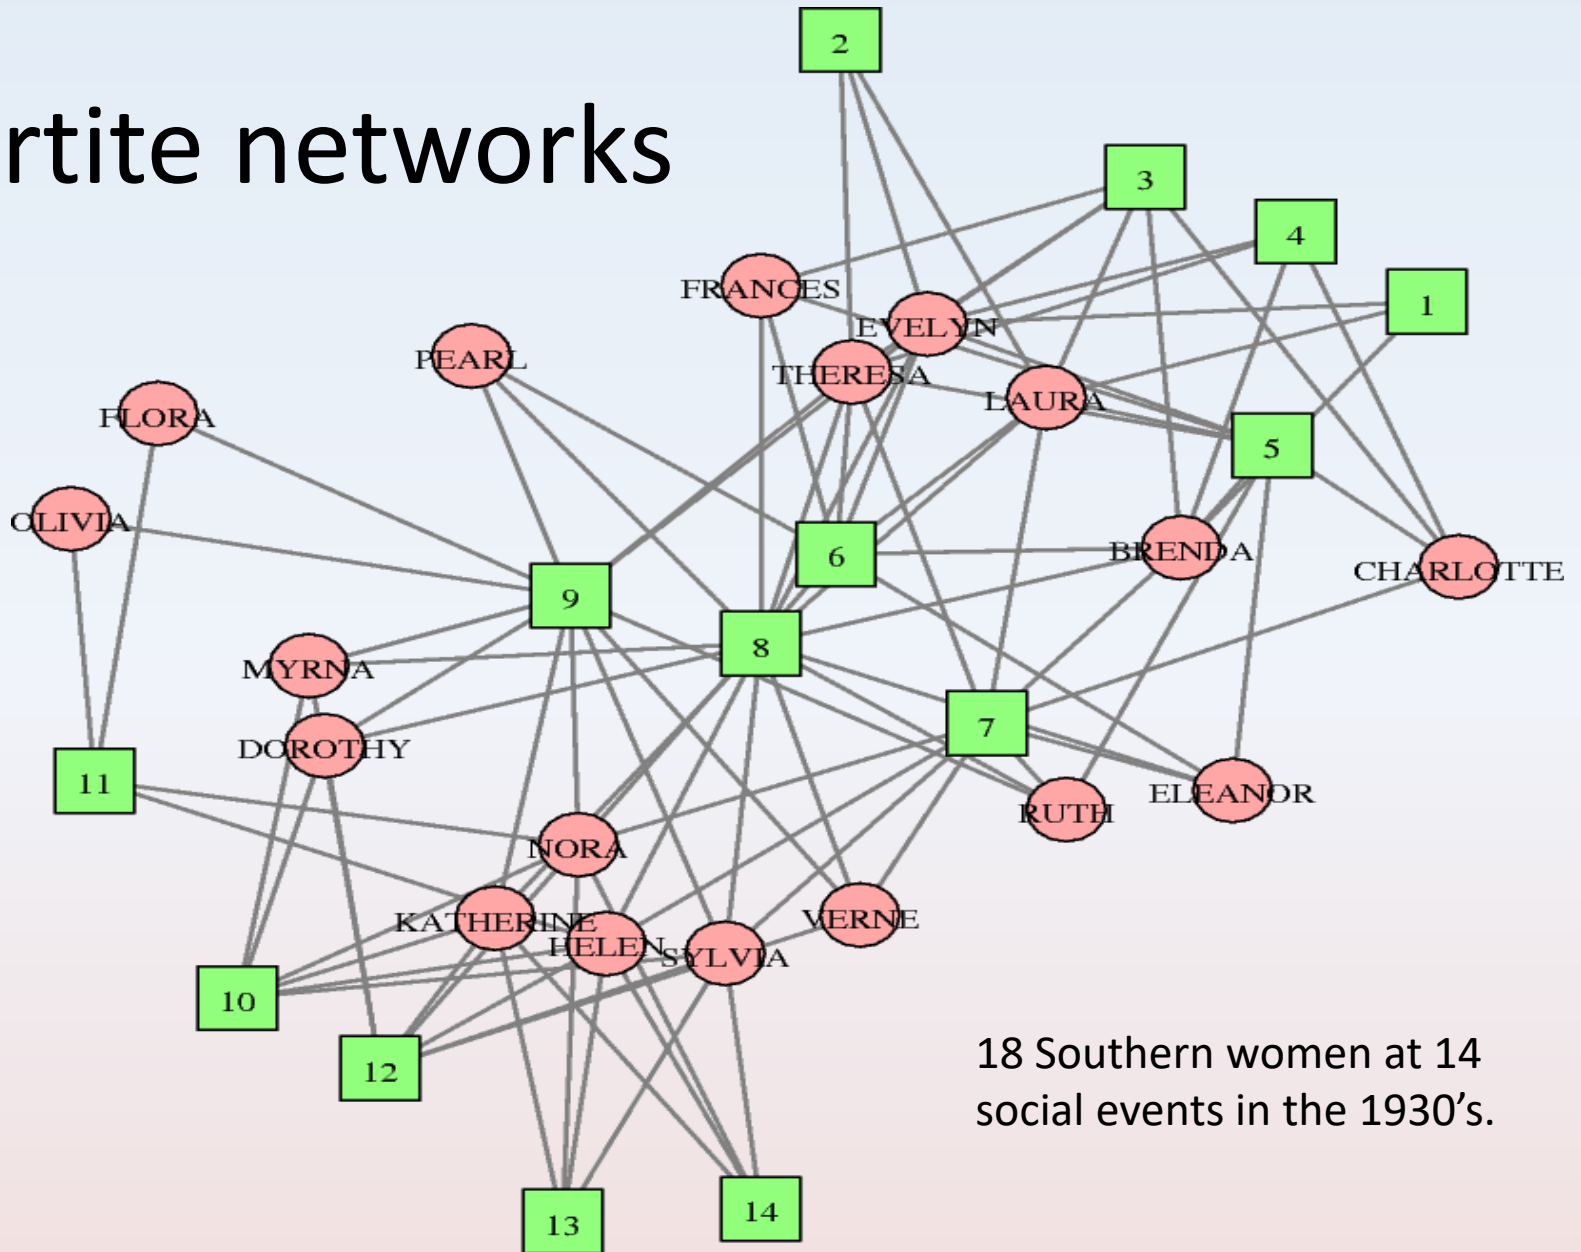 rtite networks
2
3
4
1
FRANCES
EVELYN
PEARL
THERESA
LAURA
FLORA
5
OLIVIA
6
BRENDA
CHARLOTTE
9
8
MYRNA
7
DOROTHY
11
ELEANOR
RUTH
NORA
KATHERINE
VERNE
HELEN
SYLVIA
10
12
18 Southern women at 14
social events in the 1930’s.
13
14